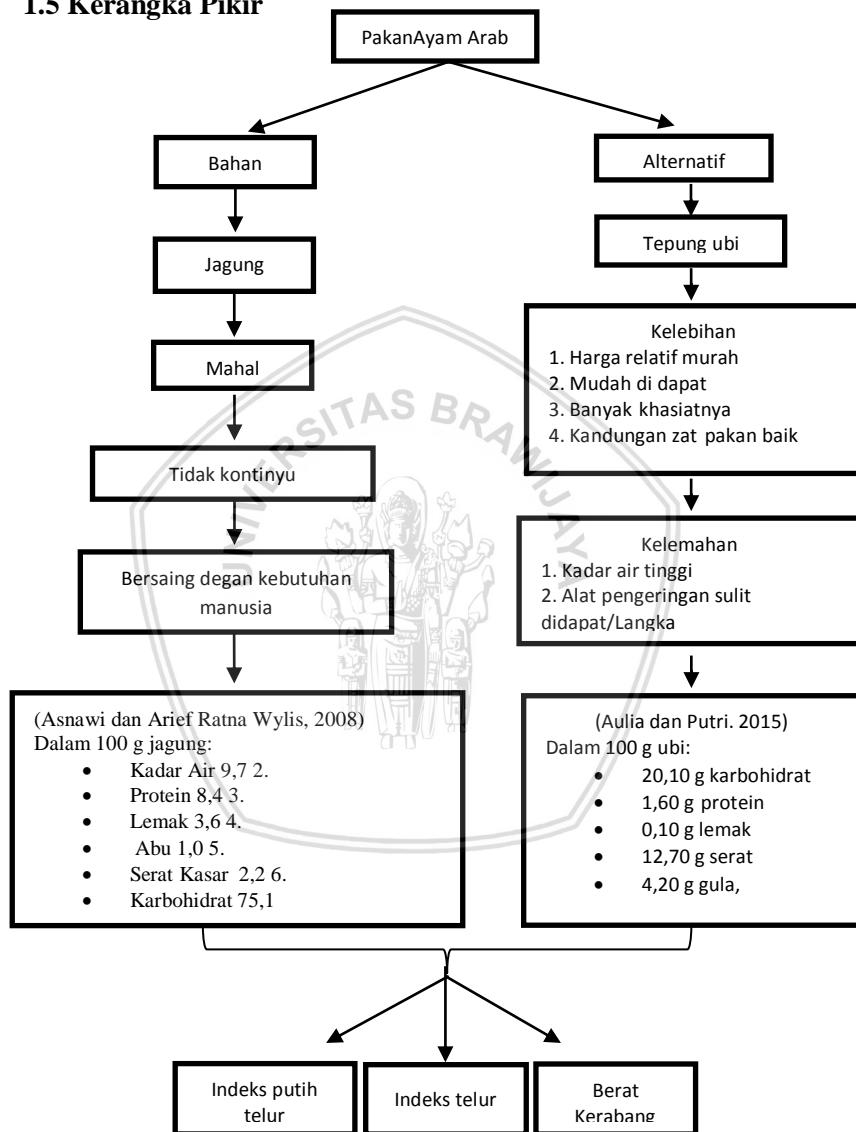 1.5 Kerangka Pikir
PakanAyam Arab
Bahan
Alternatif
Jagung
Tepung ubi
Mahal
Kelebihan
1. Harga relatif murah
2. Mudah di dapat
3. Banyak khasiatnya
4. Kandungan zat pakan baik
Tidak kontinyu
Bersaing degan kebutuhan
manusia
Kelemahan
1. Kadar air tinggi
2. Alat pengeringan sulit
didapat/Langka
(Asnawi dan Arief Ratna Wylis, 2008)
Dalam 100 g jagung:
• Kadar Air 9,7 2.
• Protein 8,4 3.
• Lemak 3,6 4.
• Abu 1,0 5.
• Serat Kasar 2,2 6.
• Karbohidrat 75,1
(Aulia dan Putri. 2015)
Dalam 100 g ubi:
• 20,10 g karbohidrat
• 1,60 g protein
• 0,10 g lemak
• 12,70 g serat
• 4,20 g gula,
Indeks putih
telur
Indeks telur
Berat
Kerabang
UNIVERSITAS BRAWIJAYA